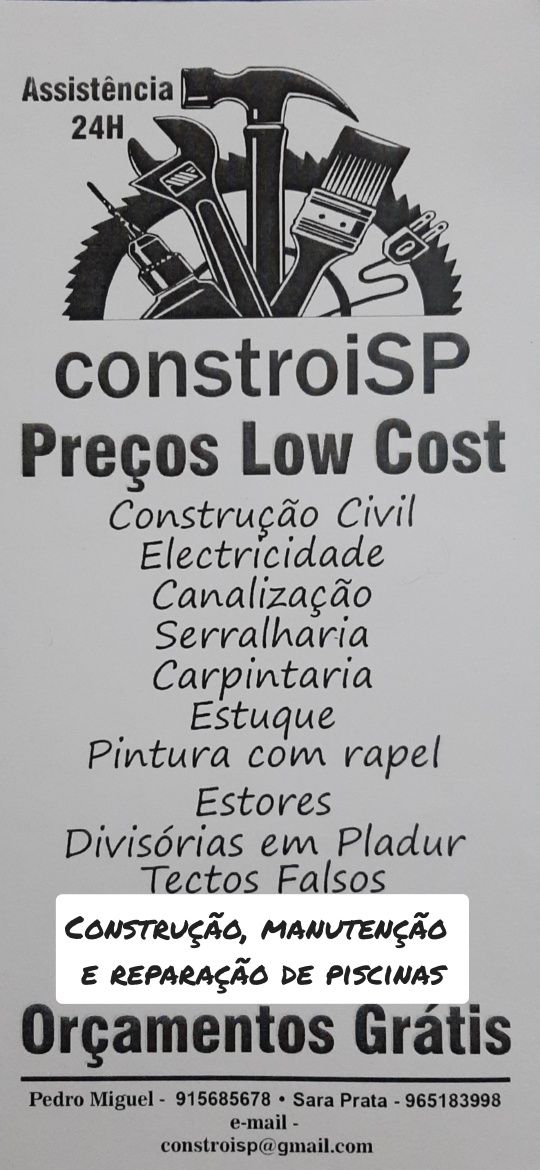 Assistência
24H
constroiSP
Preços Low Cost
Construção Civil
Electricidade
Canalização
Serralharia
Carpintaria
Estuque
Pintura com rapel
Estores
Divisórias em Pladur
Tectos Falsos
Construção, manutenção
e reparação de piscinas
Orçamentos Grátis
Pedro Miguel - 915685678 • Sara Prata - 965183998
e-mail -
constroisp@gmail.com